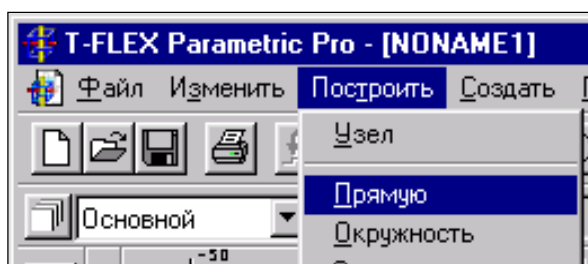 T-FLEX Parametric Pro - [NONAME1]
Файл Изменить Построить Создать
Узел
Прямую
Основной
Окружность
-50